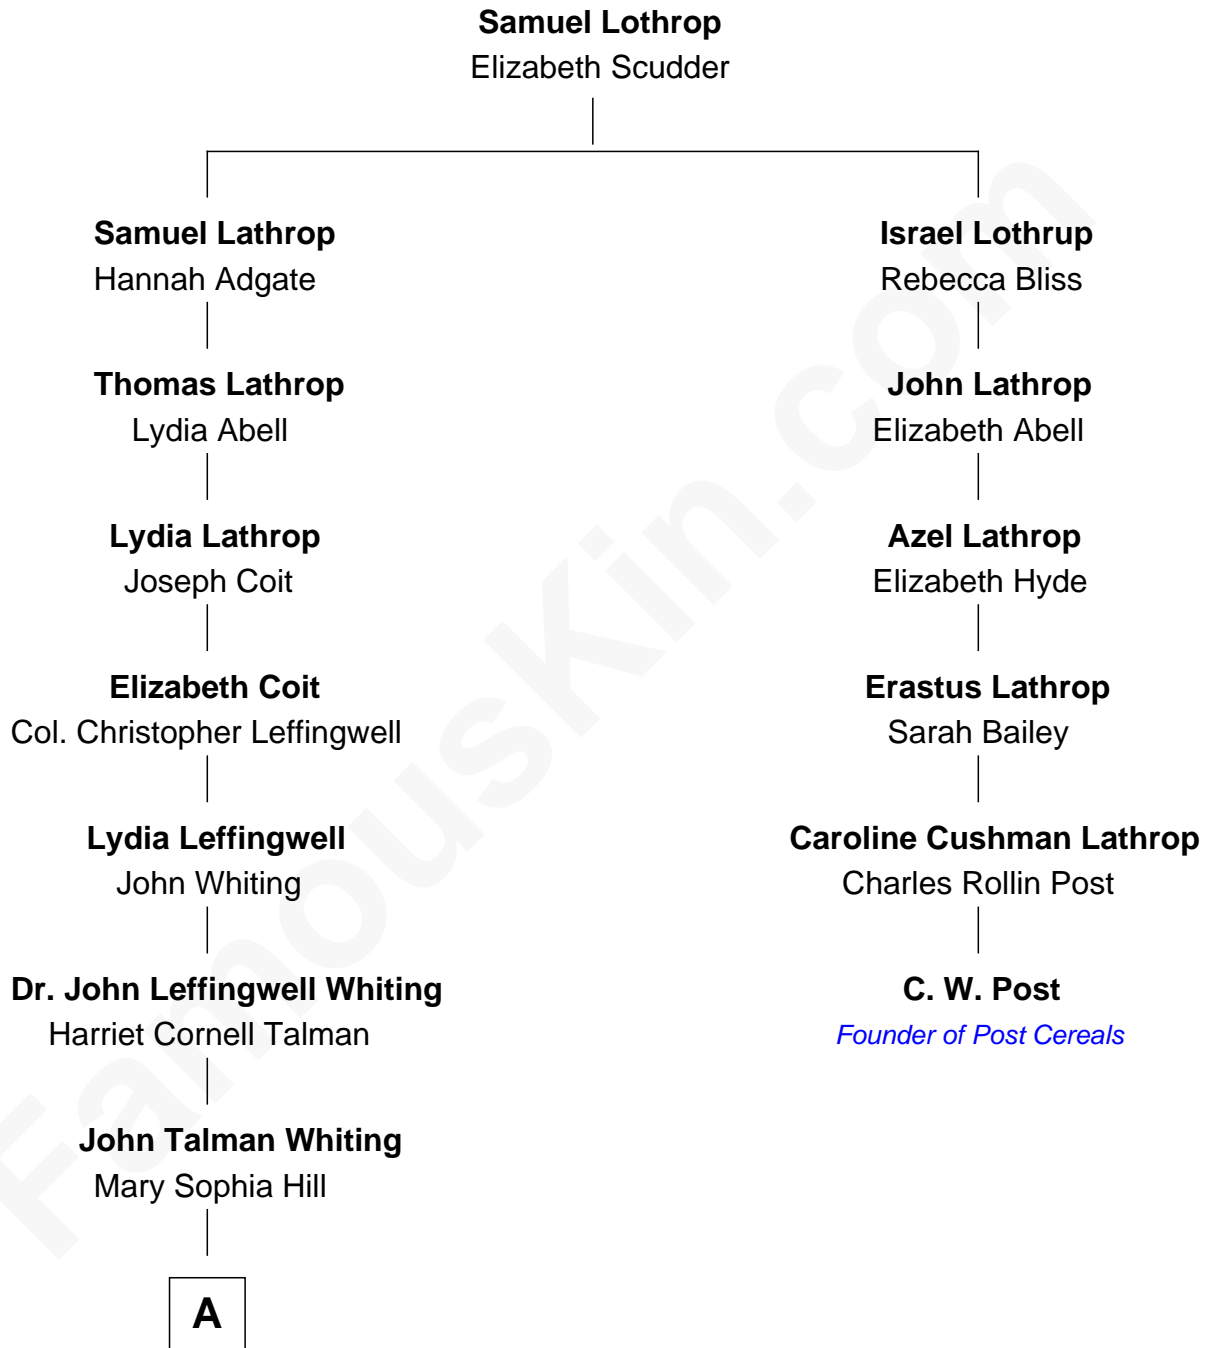 Samuel Lothrop
Elizabeth Scudder
Samuel Lathrop
Hannah Adgate
Thomas Lathrop
Lydia Abell
Lydia Lathrop
Joseph Coit
Elizabeth Coit
Col. Christopher Leffingwell
Lydia Leffingwell
John Whiting
Dr. John Leffingwell Whiting
Harriet Cornell Talman
John Talman Whiting
Mary Sophia Hill
A
Israel Lothrup
Rebecca Bliss
John Lathrop
Elizabeth Abell
Azel Lathrop
Elizabeth Hyde
Erastus Lathrop
Sarah Bailey
Caroline Cushman Lathrop
Charles Rollin Post
C. W. Post
Founder of Post Cereals
FamousKin.com